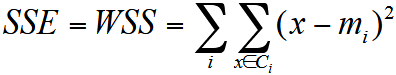 SSE = WSS = ∑_i ∑_{x∈C_i} (x − m_i)^2